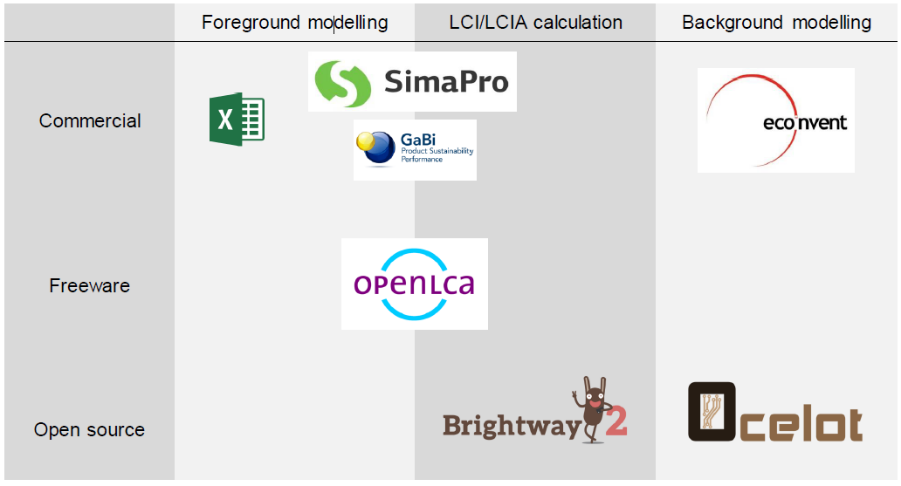 Foreground modelling LCI/LCIA calculation Background modelling
Commercial
X
SimaPro
GaBi
Product Sustainability
Performance
ecoinvent
Freeware
openLca
Open source
Brightway2
Ocelot